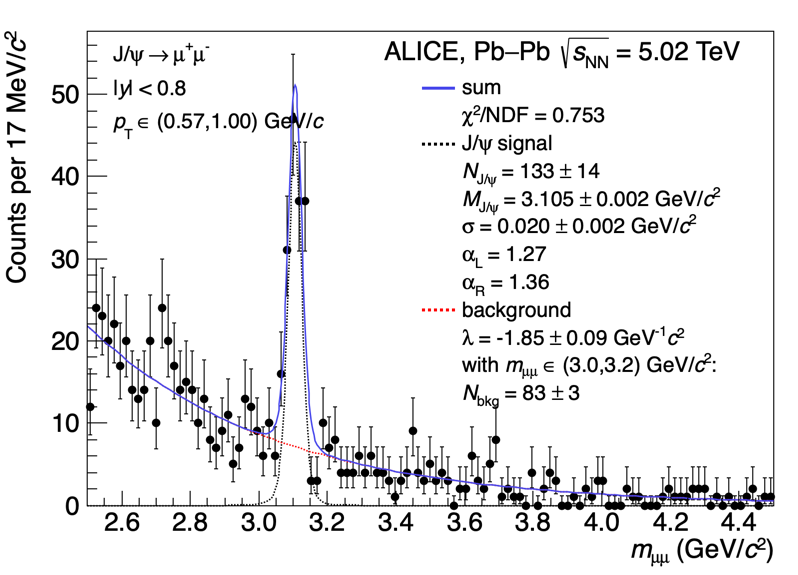 J/ψ → μ⁺μ⁻
|y| < 0.8
p_T ∈ (0.57,1.00) GeV/c
ALICE, Pb–Pb √s_NN = 5.02 TeV
sum
χ²/NDF = 0.753
J/ψ signal
N_J/ψ = 133 ± 14
M_J/ψ = 3.105 ± 0.002 GeV/c²
σ = 0.020 ± 0.002 GeV/c²
α_L = 1.27
α_R = 1.36
background
λ = -1.85 ± 0.09 GeV⁻¹c²
with m_μμ ∈ (3.0,3.2) GeV/c²:
N_bkg = 83 ± 3
Counts per 17 MeV/c²
50
40
30
20
10
0
2.6 2.8 3.0 3.2 3.4 3.6 3.8 4.0 4.2 4.4
m_μμ (GeV/c²)